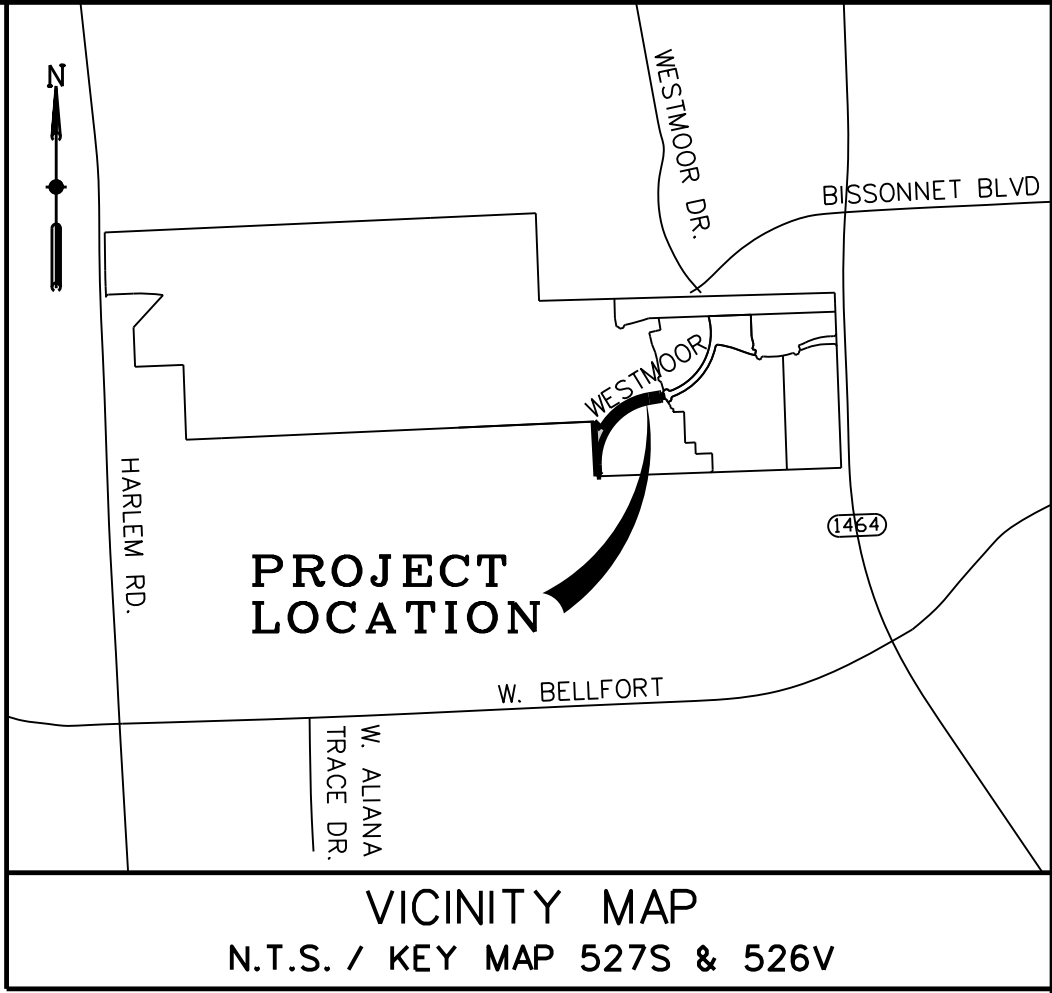 N
WESTMOOR DR.
BISSONNET BLVD
WESTMOOR
HARLEM RD.
1464
PROJECT
LOCATION
W. BELLFORT
W. ALIANA
TRACE DR.
VICINITY MAP
N.T.S. / KEY MAP 527S & 526V